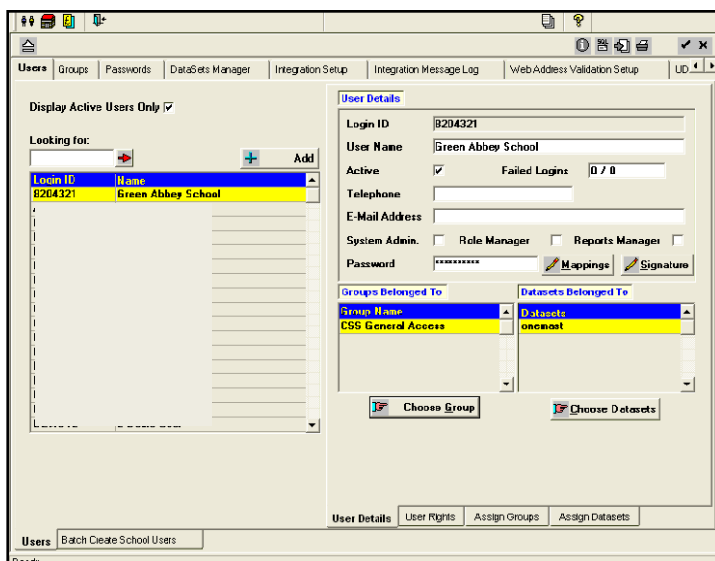 Users Groups Passwords DataSets Manager Integration Setup Integration Message Log Web Address Validation Setup UD
Display Active Users Only
Looking for:
Add
Login ID Name
8204321 Green Abbey School
User Details
Login ID 8204321
User Name Green Abbey School
Active Failed Logins 0 / 0
Telephone
E-Mail Address
System Admin. Role Manager Reports Manager
Password ********** Mappings Signature
Groups Belonged To Datasets Belonged To
Group Name Datasets
CSS General Access onemast
Choose Group Choose Datasets
User Details User Rights Assign Groups Assign Datasets
Users Batch Create School Users